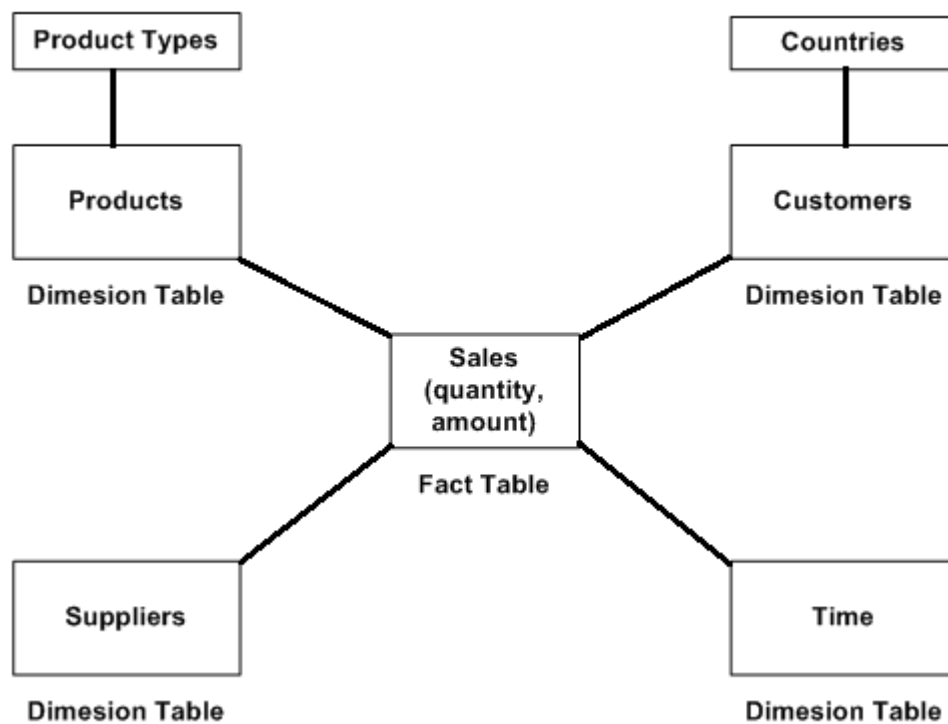 Product Types
Countries
Products
Customers
Dimesion Table
Dimesion Table
Sales
(quantity,
amount)
Fact Table
Suppliers
Time
Dimesion Table
Dimesion Table